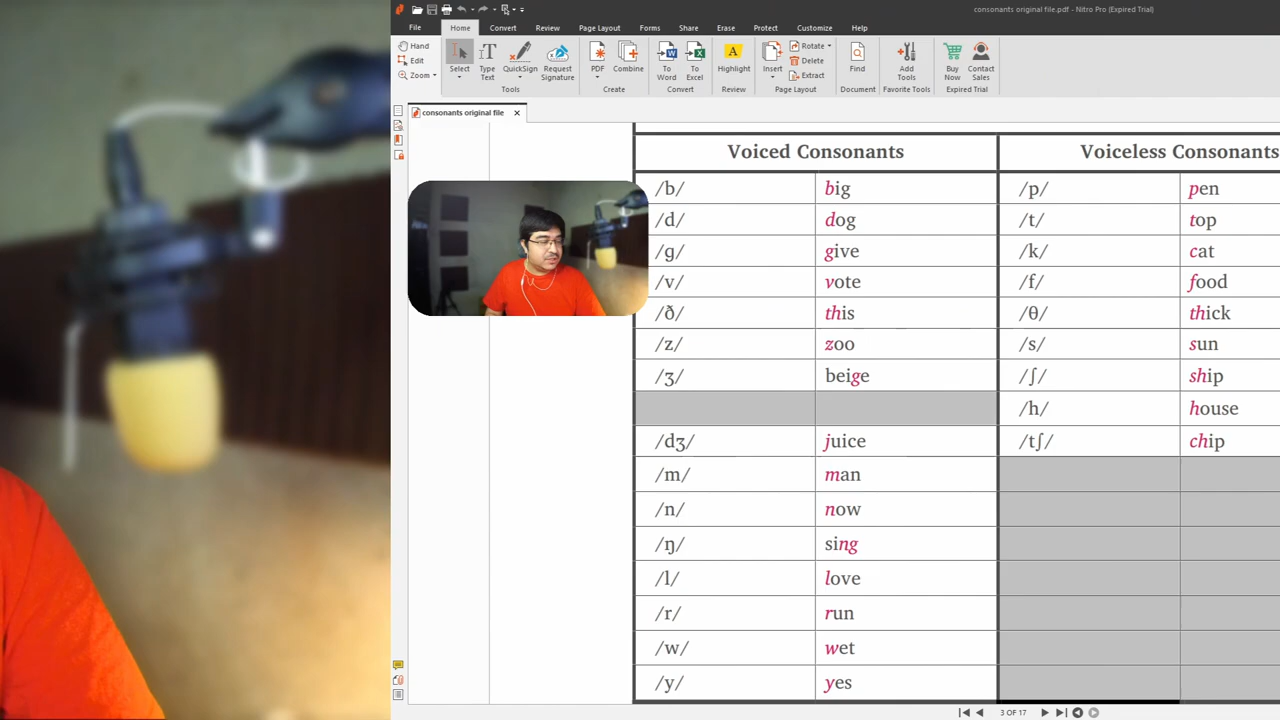 consonants original file.pdf - Nitro Pro (Expired Trial)
File Home Convert Review Page Layout Forms Share Erase Protect Customize Help
Hand
Edit
Zoom
Select
Type Text
QuickSign
Request Signature
Tools
PDF
Combine
Create
To Word
To Excel
Convert
A
Highlight
Review
Insert
Rotate
Delete
Extract
Page Layout
Find
Document
Add Tools
Favorite Tools
Buy Now
Contact Sales
Expired Trial
consonants original file
Voiced Consonants Voiceless Consonants
/b/ big /p/ pen
/d/ dog /t/ top
/ɡ/ give /k/ cat
/v/ vote /f/ food
/ð/ this /θ/ thick
/z/ zoo /s/ sun
/ʒ/ beige /ʃ/ ship
/h/ house
/dʒ/ juice /tʃ/ chip
/m/ man
/n/ now
/ŋ/ sing
/l/ love
/r/ run
/w/ wet
/y/ yes
3 OF 17